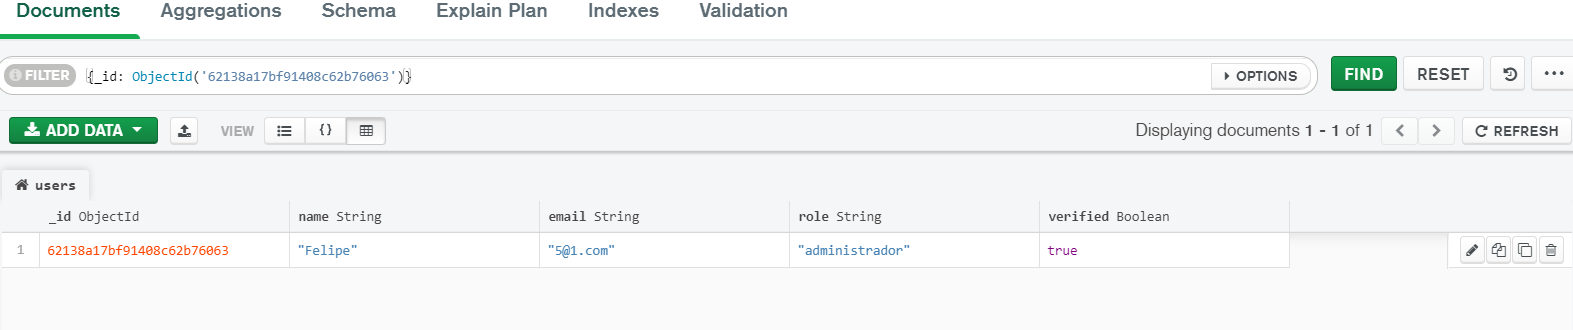 Documents Aggregations Schema Explain Plan Indexes Validation
FILTER {_id: ObjectId('62138a17bf91408c62b76063')} OPTIONS FIND RESET
ADD DATA VIEW {} Displaying documents 1 - 1 of 1 REFRESH
users
_id ObjectId name String email String role String verified Boolean
1 62138a17bf91408c62b76063 "Felipe" "5@1.com" "administrador" true